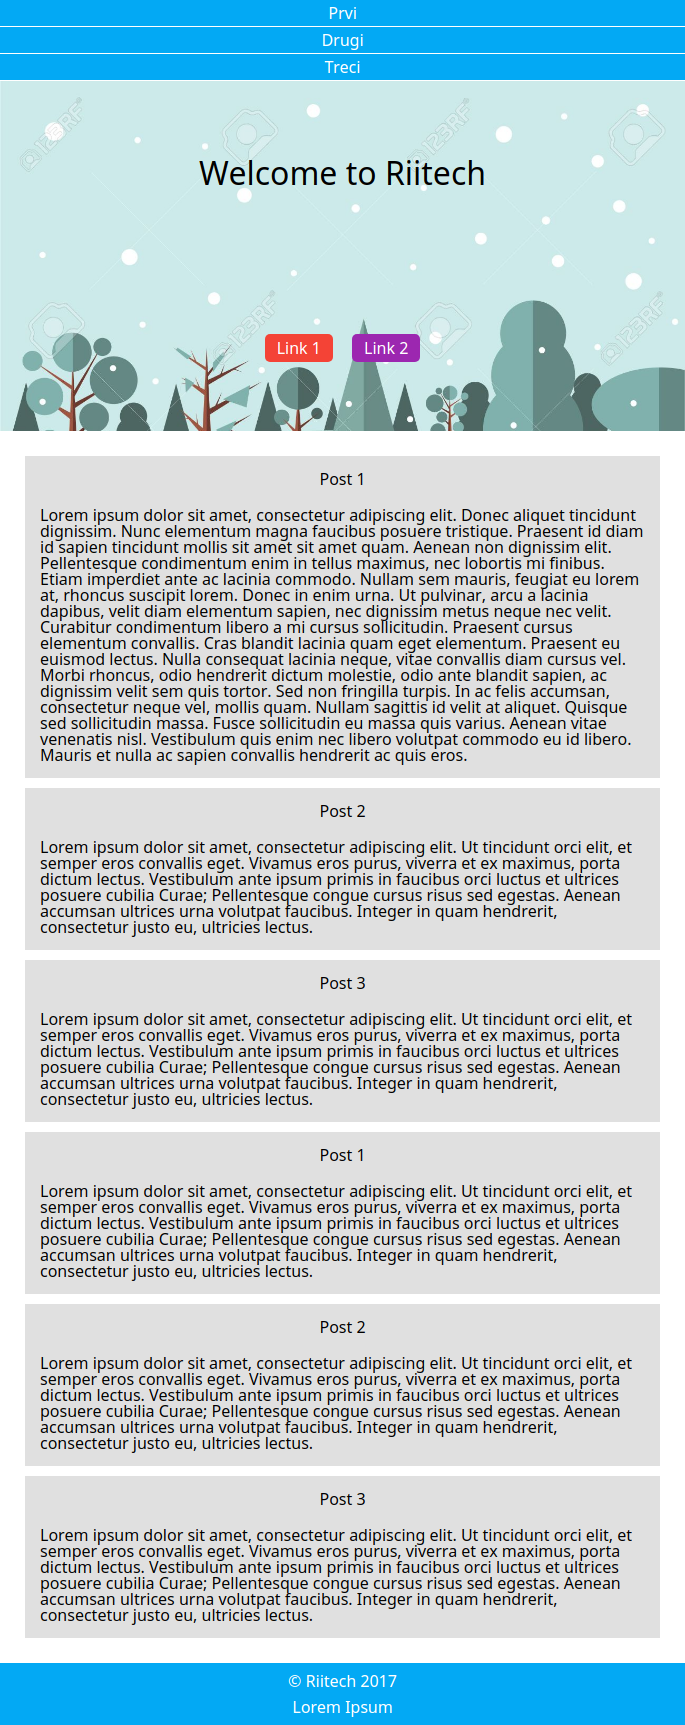 Prvi
Drugi
Treci
123RF
123RF
Welcome to Riitech
123RF
123RF
Link 1
Link 2
Post 1
Lorem ipsum dolor sit amet, consectetur adipiscing elit. Donec aliquet tincidunt
dignissim. Nunc elementum magna faucibus posuere tristique. Praesent id diam
id sapien tincidunt mollis sit amet sit amet quam. Aenean non dignissim elit.
Pellentesque condimentum enim in tellus maximus, nec lobortis mi finibus.
Etiam imperdiet ante ac lacinia commodo. Nullam sem mauris, feugiat eu lorem
at, rhoncus suscipit lorem. Donec in enim urna. Ut pulvinar, arcu a lacinia
dapibus, velit diam elementum sapien, nec dignissim metus neque nec velit.
Curabitur condimentum libero a mi cursus sollicitudin. Praesent cursus
elementum convallis. Cras blandit lacinia quam eget elementum. Praesent eu
euismod lectus. Nulla consequat lacinia neque, vitae convallis diam cursus vel.
Morbi rhoncus, odio hendrerit dictum molestie, odio ante blandit sapien, ac
dignissim velit sem quis tortor. Sed non fringilla turpis. In ac felis accumsan,
consectetur neque vel, mollis quam. Nullam sagittis id velit at aliquet. Quisque
sed sollicitudin massa. Fusce sollicitudin eu massa quis varius. Aenean vitae
venenatis nisl. Vestibulum quis enim nec libero volutpat commodo eu id libero.
Mauris et nulla ac sapien convallis hendrerit ac quis eros.
Post 2
Lorem ipsum dolor sit amet, consectetur adipiscing elit. Ut tincidunt orci elit, et
semper eros convallis eget. Vivamus eros purus, viverra et ex maximus, porta
dictum lectus. Vestibulum ante ipsum primis in faucibus orci luctus et ultrices
posuere cubilia Curae; Pellentesque congue cursus risus sed egestas. Aenean
accumsan ultrices urna volutpat faucibus. Integer in quam hendrerit,
consectetur justo eu, ultricies lectus.
Post 3
Lorem ipsum dolor sit amet, consectetur adipiscing elit. Ut tincidunt orci elit, et
semper eros convallis eget. Vivamus eros purus, viverra et ex maximus, porta
dictum lectus. Vestibulum ante ipsum primis in faucibus orci luctus et ultrices
posuere cubilia Curae; Pellentesque congue cursus risus sed egestas. Aenean
accumsan ultrices urna volutpat faucibus. Integer in quam hendrerit,
consectetur justo eu, ultricies lectus.
Post 1
Lorem ipsum dolor sit amet, consectetur adipiscing elit. Ut tincidunt orci elit, et
semper eros convallis eget. Vivamus eros purus, viverra et ex maximus, porta
dictum lectus. Vestibulum ante ipsum primis in faucibus orci luctus et ultrices
posuere cubilia Curae; Pellentesque congue cursus risus sed egestas. Aenean
accumsan ultrices urna volutpat faucibus. Integer in quam hendrerit,
consectetur justo eu, ultricies lectus.
Post 2
Lorem ipsum dolor sit amet, consectetur adipiscing elit. Ut tincidunt orci elit, et
semper eros convallis eget. Vivamus eros purus, viverra et ex maximus, porta
dictum lectus. Vestibulum ante ipsum primis in faucibus orci luctus et ultrices
posuere cubilia Curae; Pellentesque congue cursus risus sed egestas. Aenean
accumsan ultrices urna volutpat faucibus. Integer in quam hendrerit,
consectetur justo eu, ultricies lectus.
Post 3
Lorem ipsum dolor sit amet, consectetur adipiscing elit. Ut tincidunt orci elit, et
semper eros convallis eget. Vivamus eros purus, viverra et ex maximus, porta
dictum lectus. Vestibulum ante ipsum primis in faucibus orci luctus et ultrices
posuere cubilia Curae; Pellentesque congue cursus risus sed egestas. Aenean
accumsan ultrices urna volutpat faucibus. Integer in quam hendrerit,
consectetur justo eu, ultricies lectus.
© Riitech 2017
Lorem Ipsum